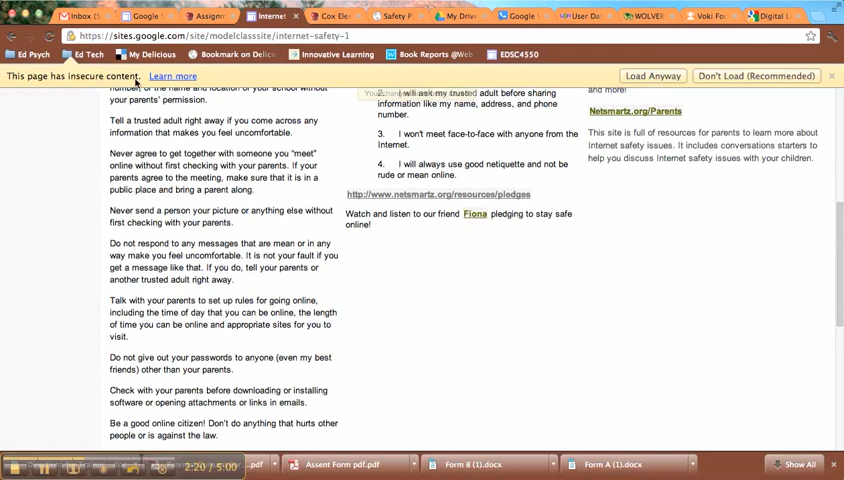 Inbox (5
Google S
Assignm
Internet
Cox Ele
Safety P
My Driv
Google V
User Da
WOLVER
Voki Fo
Digital L
https://sites.google.com/site/modelclasssite/internet-safety-1
Ed Psych
Ed Tech
My Delicious
Bookmark on Delici
Innovative Learning
Book Reports @Web
EDSC4550
This page has insecure content. Learn more
Load Anyway
Don't Load (Recommended)
number, or the name and location of your school without
your parents' permission.
Tell a trusted adult right away if you come across any
information that makes you feel uncomfortable.
Never agree to get together with someone you "meet"
online without first checking with your parents. If your
parents agree to the meeting, make sure that it is in a
public place and bring a parent along.
Never send a person your picture or anything else without
first checking with your parents.
Do not respond to any messages that are mean or in any
way make you feel uncomfortable. It is not your fault if you
get a message like that. If you do, tell your parents or
another trusted adult right away.
Talk with your parents to set up rules for going online,
including the time of day that you can be online, the length
of time you can be online and appropriate sites for you to
visit.
Do not give out your passwords to anyone (even my best
friends) other than your parents.
Check with your parents before downloading or installing
software or opening attachments or links in emails.
Be a good online citizen! Don't do anything that hurts other
people or is against the law.
2. I will ask my trusted adult before sharing
information like my name, address, and phone
number.
3. I won't meet face-to-face with anyone from the
Internet.
4. I will always use good netiquette and not be
rude or mean online.
http://www.netsmartz.org/resources/pledges
Watch and listen to our friend Fiona pledging to stay safe
online!
and more!
Netsmartz.org/Parents
This site is full of resources for parents to learn more about
Internet safety issues. It includes conversations starters to
help you discuss Internet safety issues with your children.
2:20 / 5:00
.pdf
Assent Form pdf.pdf
Form B (1).docx
Form A (1).docx
Show All